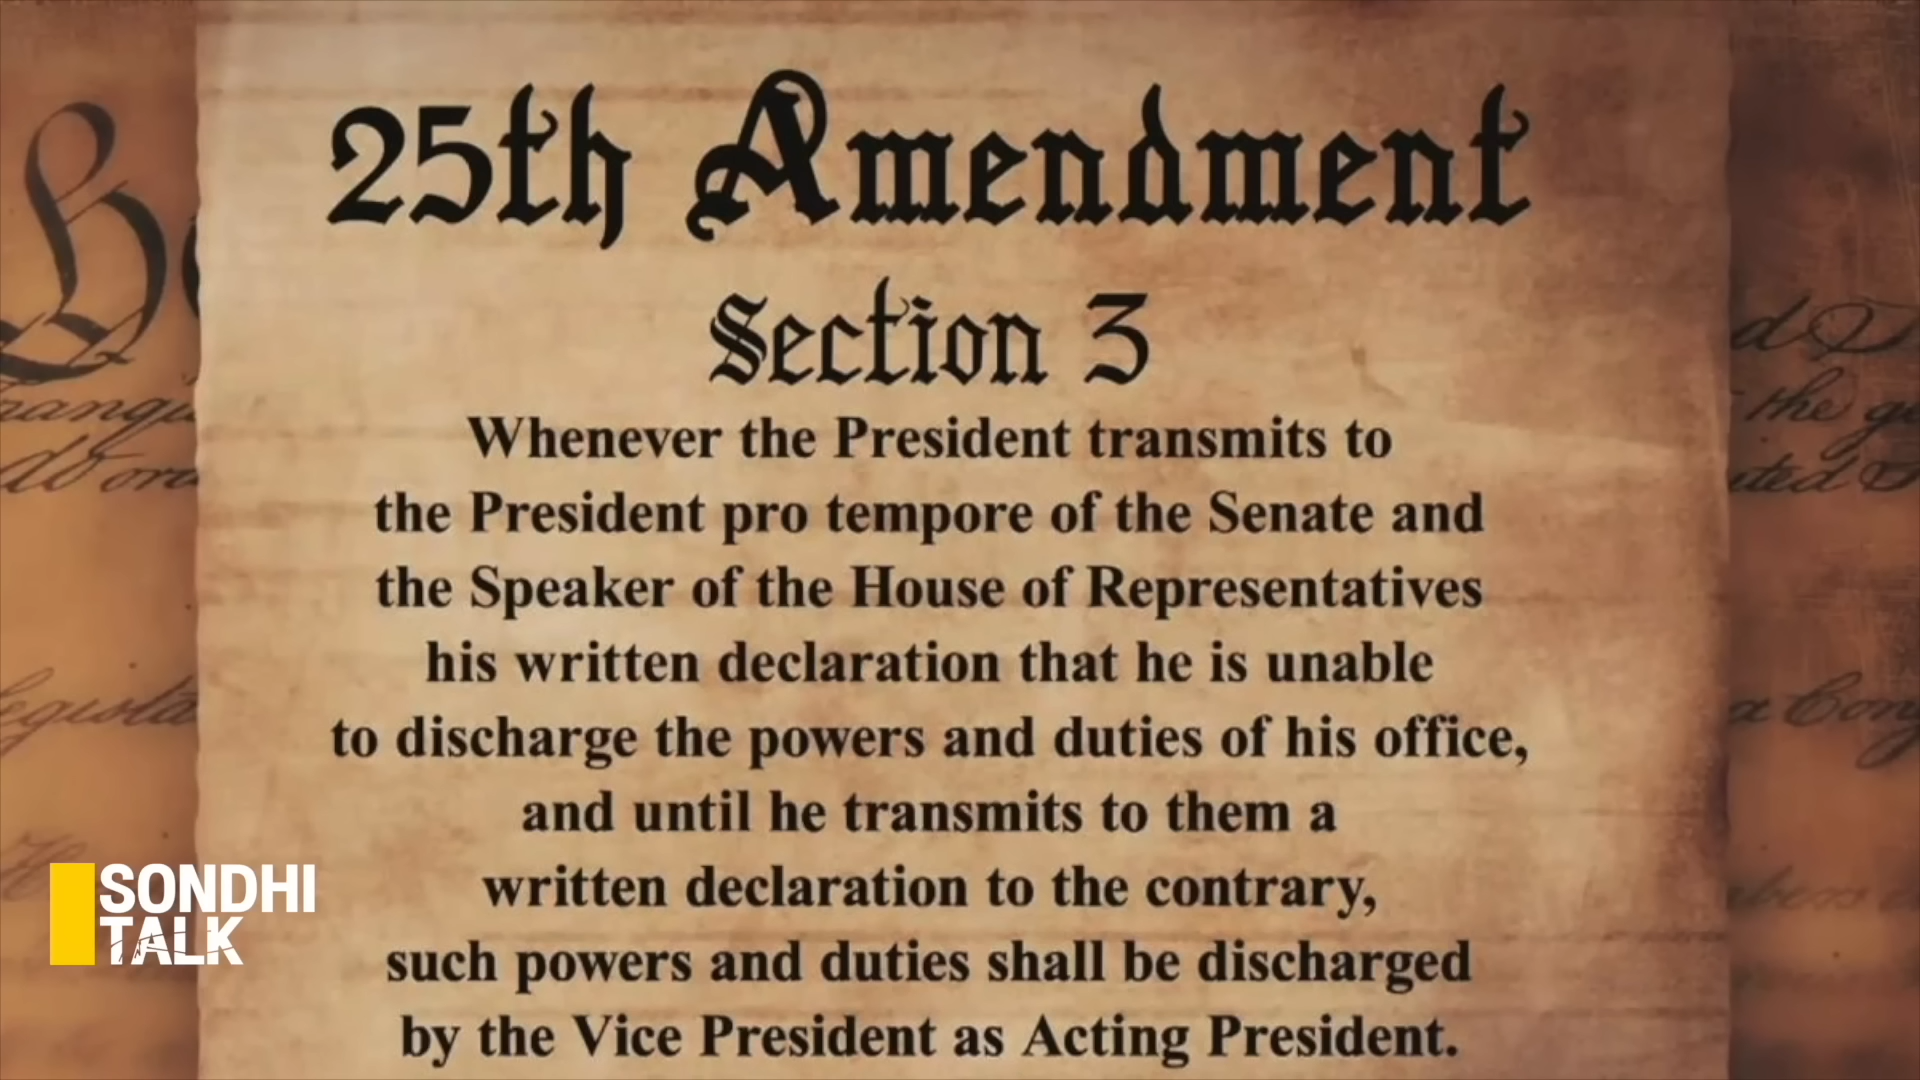 25th Amendment
Section 3
Whenever the President transmits to
the President pro tempore of the Senate and
the Speaker of the House of Representatives
his written declaration that he is unable
to discharge the powers and duties of his office,
and until he transmits to them a
written declaration to the contrary,
such powers and duties shall be discharged
by the Vice President as Acting President.
SONDHI
TALK